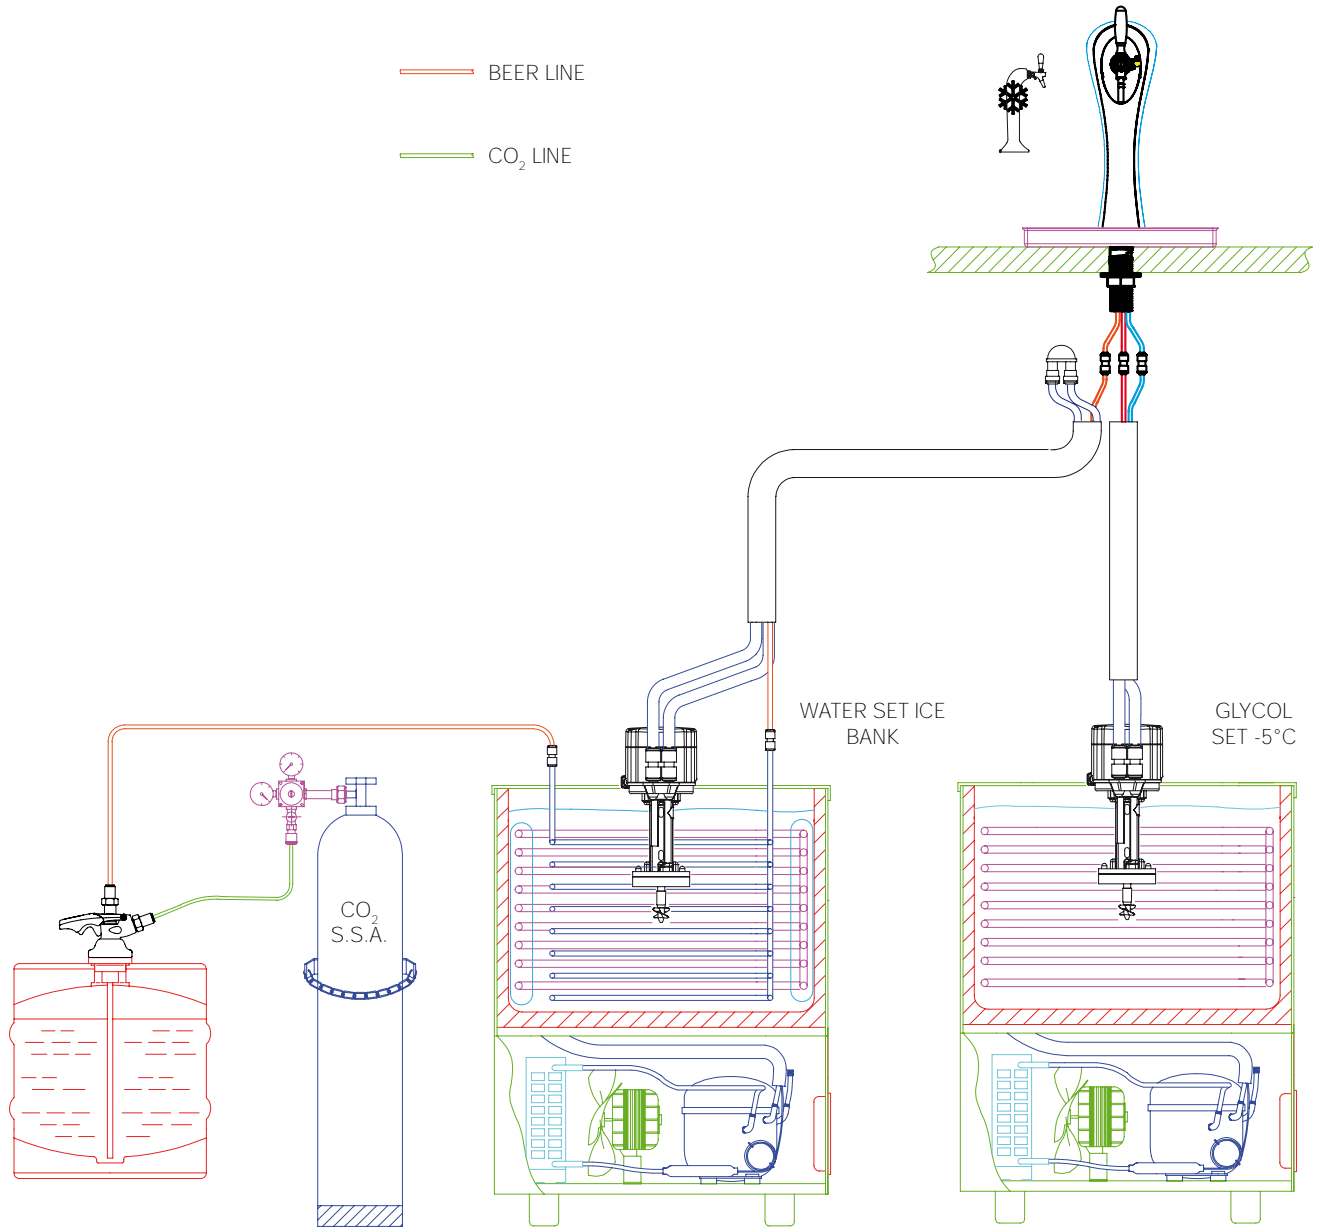 BEER LINE
CO₂ LINE
WATER SET ICE
BANK
GLYCOL
SET -5°C
CO₂
S.S.A.